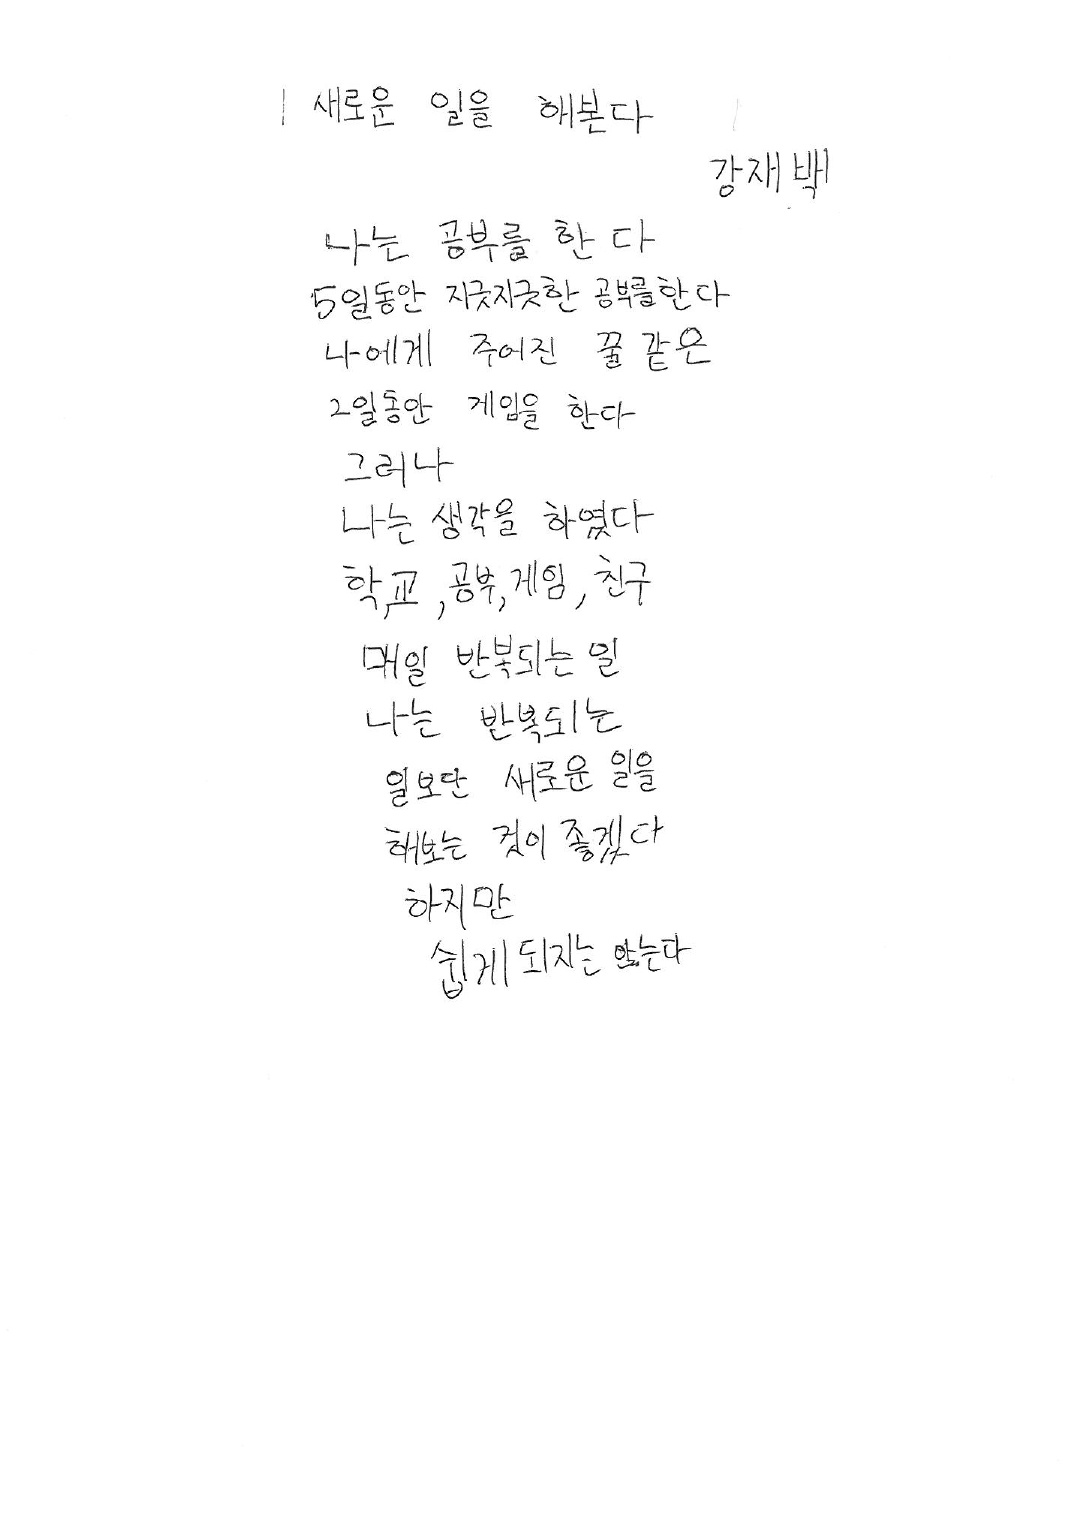 새로운 일을 해본다
강재백
나는 공부를 한다
5일동안 지긋지긋한 공부를한다
나에게 주어진 꿀 같은
2일동안 게임을 한다
그러나
나는 생각을 하였다
학교, 공부, 게임, 친구
매일 반복되는 일
나는 반복되는
일보단 새로운 일을
해보는 것이 좋겠다
하지만
쉽게 되지는 않는다